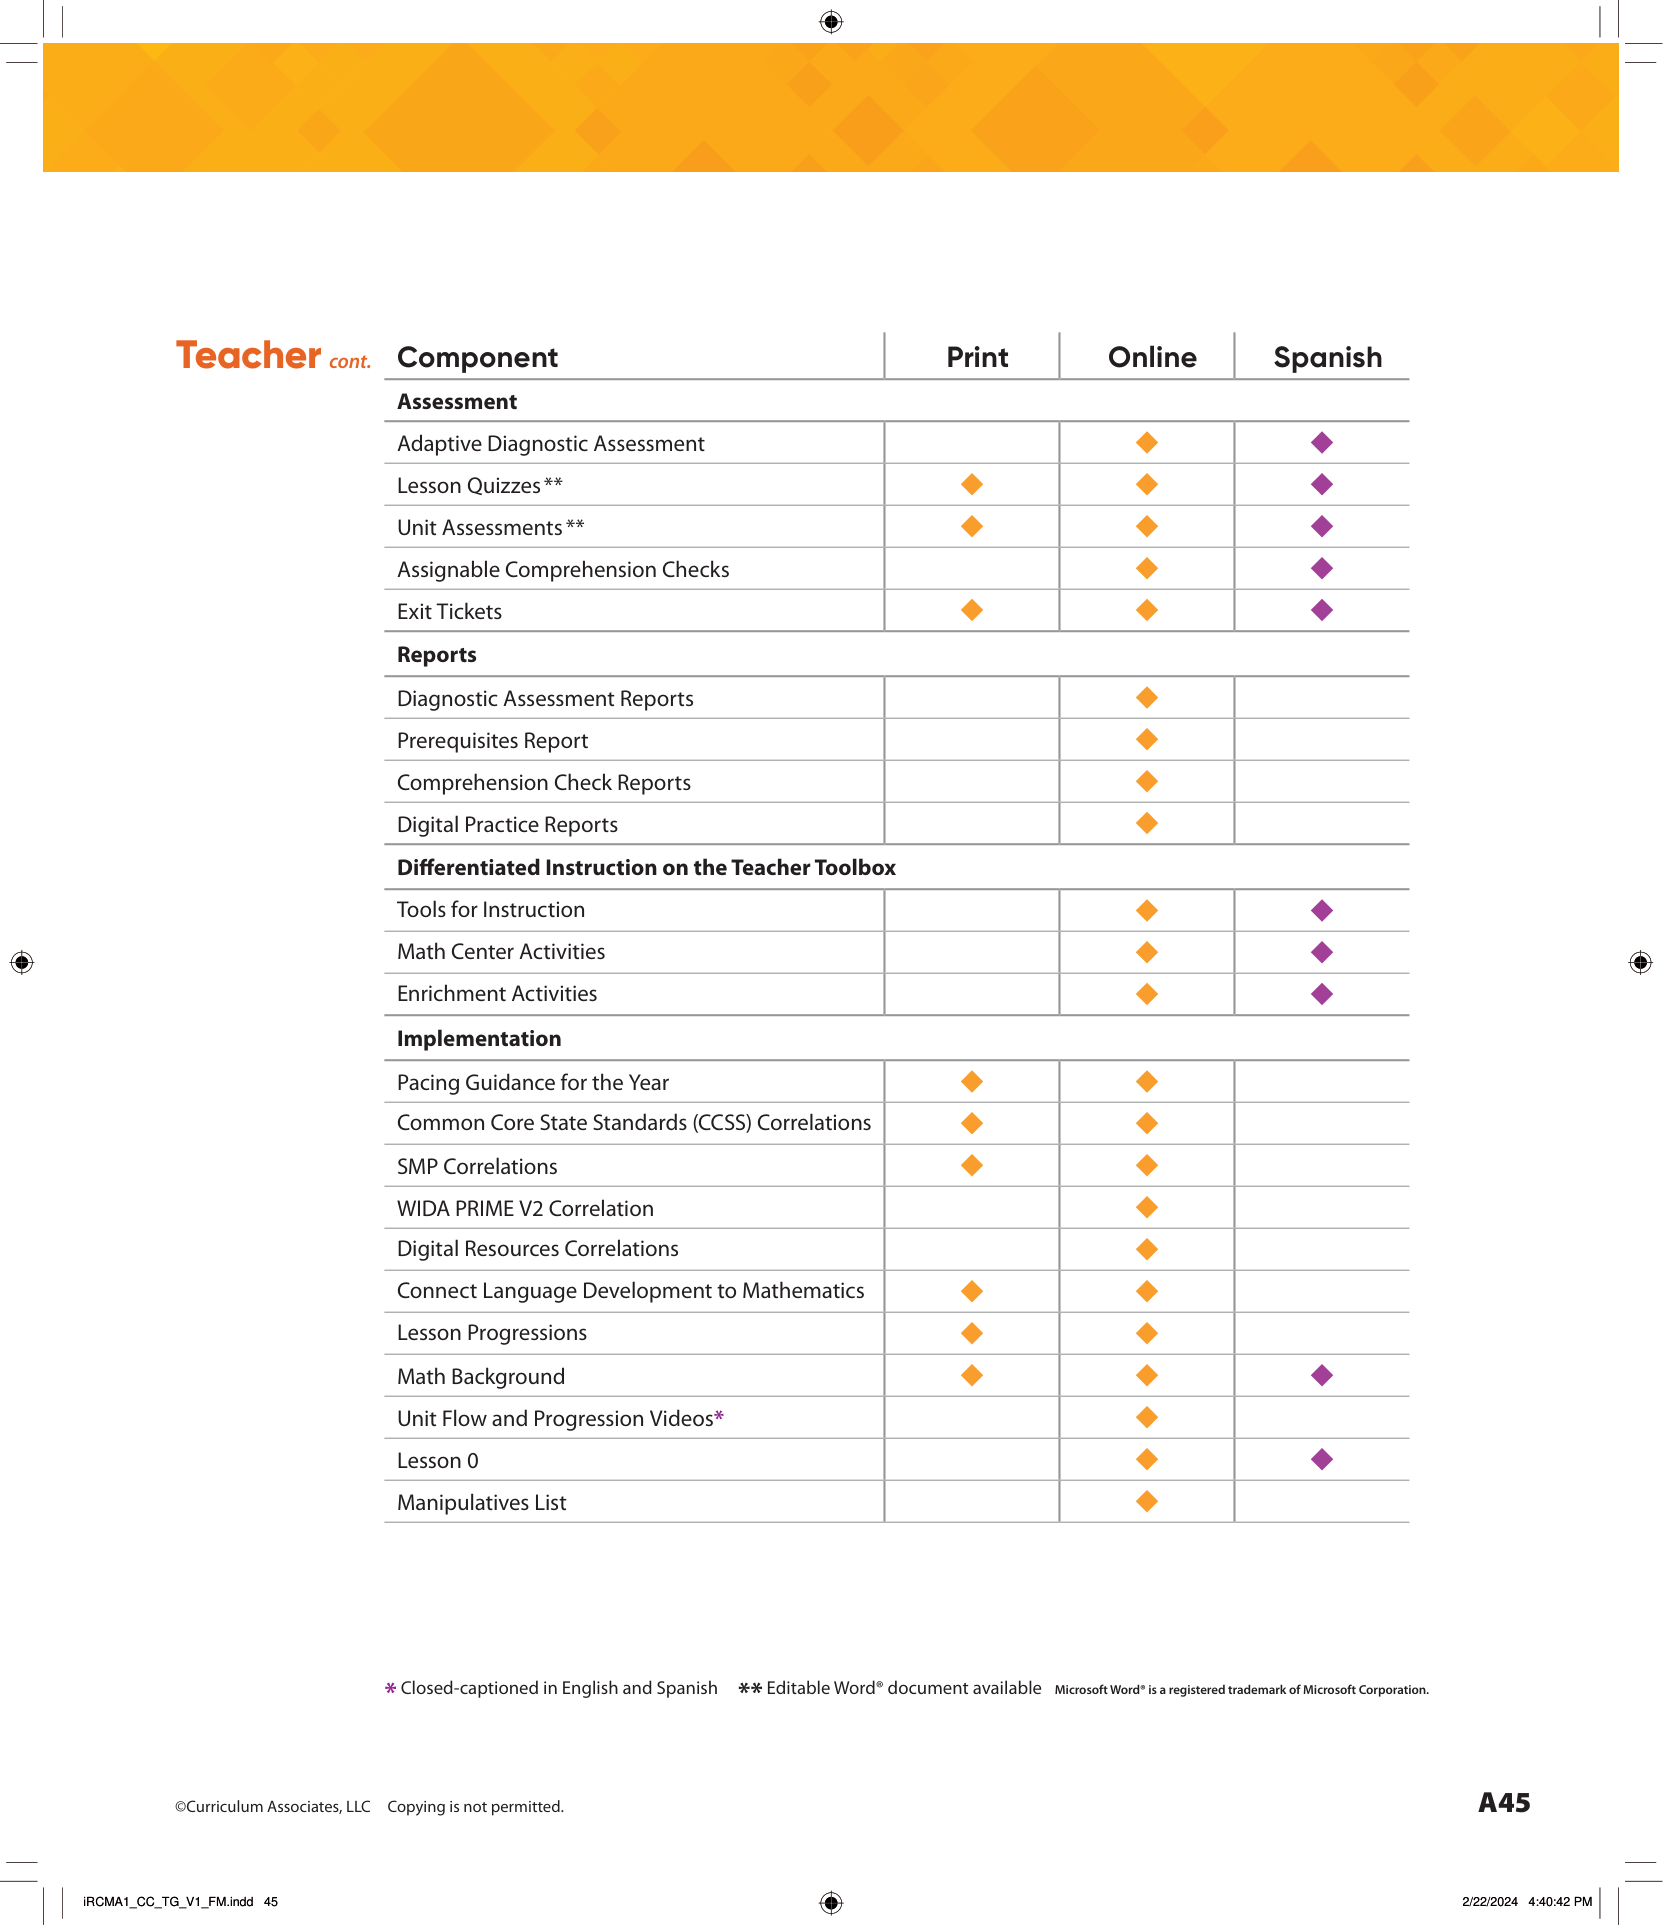 Teacher cont. Component Print Online Spanish
Assessment
Adaptive Diagnostic Assessment
Lesson Quizzes **
Unit Assessments **
Assignable Comprehension Checks
Exit Tickets
Reports
Diagnostic Assessment Reports
Prerequisites Report
Comprehension Check Reports
Digital Practice Reports
Differentiated Instruction on the Teacher Toolbox
Tools for Instruction
Math Center Activities
Enrichment Activities
Implementation
Pacing Guidance for the Year
Common Core State Standards (CCSS) Correlations
SMP Correlations
WIDA PRIME V2 Correlation
Digital Resources Correlations
Connect Language Development to Mathematics
Lesson Progressions
Math Background
Unit Flow and Progression Videos*
Lesson 0
Manipulatives List
* Closed-captioned in English and Spanish ** Editable Word® document available Microsoft Word® is a registered trademark of Microsoft Corporation.
©Curriculum Associates, LLC Copying is not permitted. A45
iRCMA1_CC_TG_V1_FM.indd 45 2/22/2024 4:40:42 PM